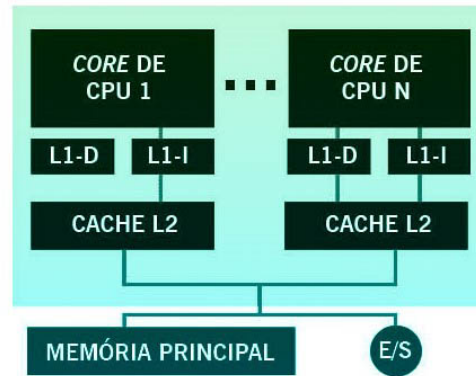 CORE DE
CPU 1
...
CORE DE
CPU N
L1-D
L1-I
L1-D
L1-I
CACHE L2
CACHE L2
MEMÓRIA PRINCIPAL
E/S